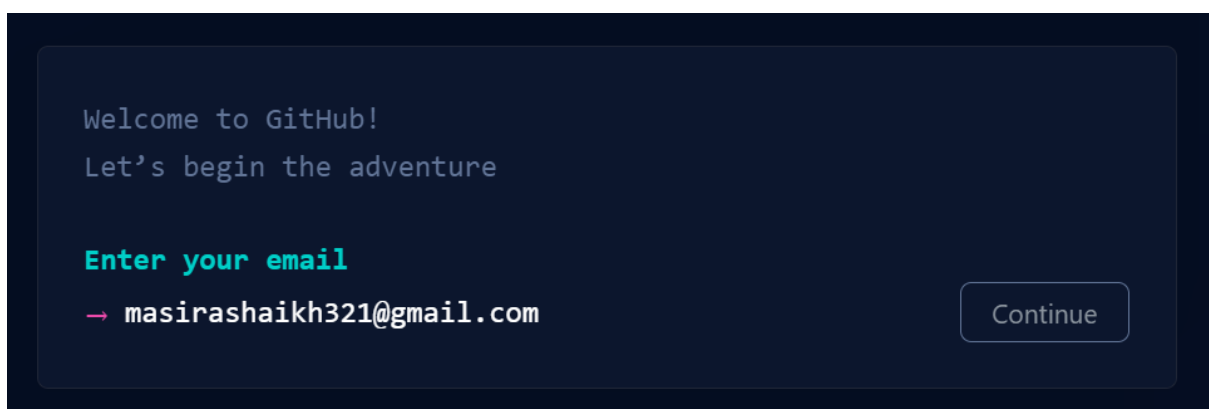 Welcome to GitHub!
Let’s begin the adventure
Enter your email
→ masirashaikh321@gmail.com
Continue